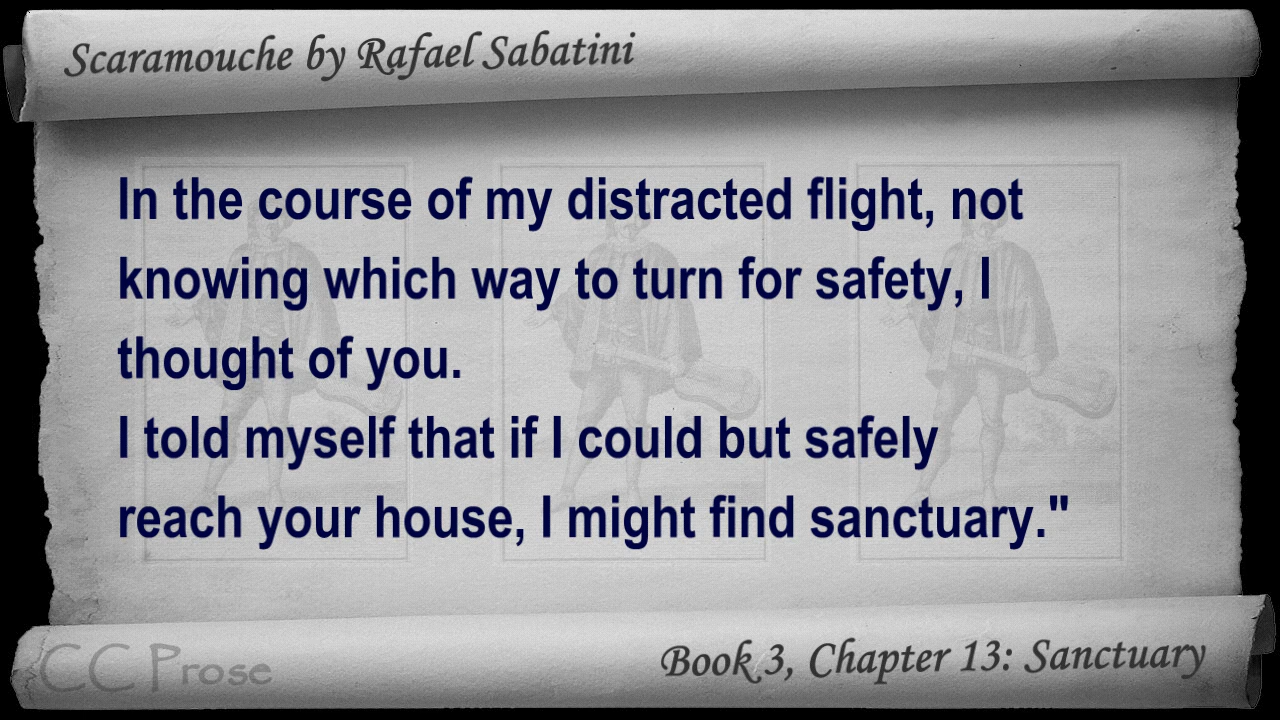 Scaramouche by Rafael Sabatini
In the course of my distracted flight, not
knowing which way to turn for safety, I
thought of you.
I told myself that if I could but safely
reach your house, I might find sanctuary."
CC Prose
Book 3, Chapter 13: Sanctuary